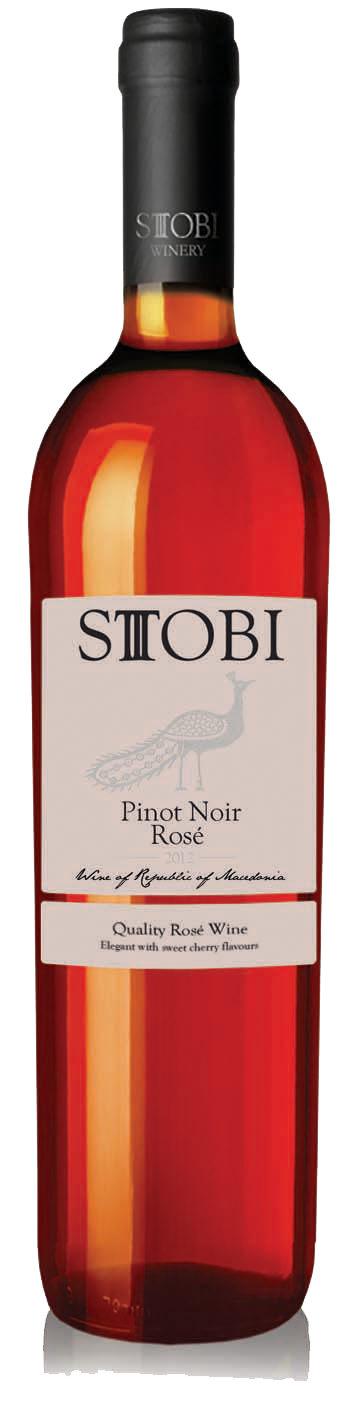 STOBI
WINERY
STOBI
Pinot Noir
Rosé
2012
Wine of Republic of Macedonia
Quality Rosé Wine
Elegant with sweet cherry flavours